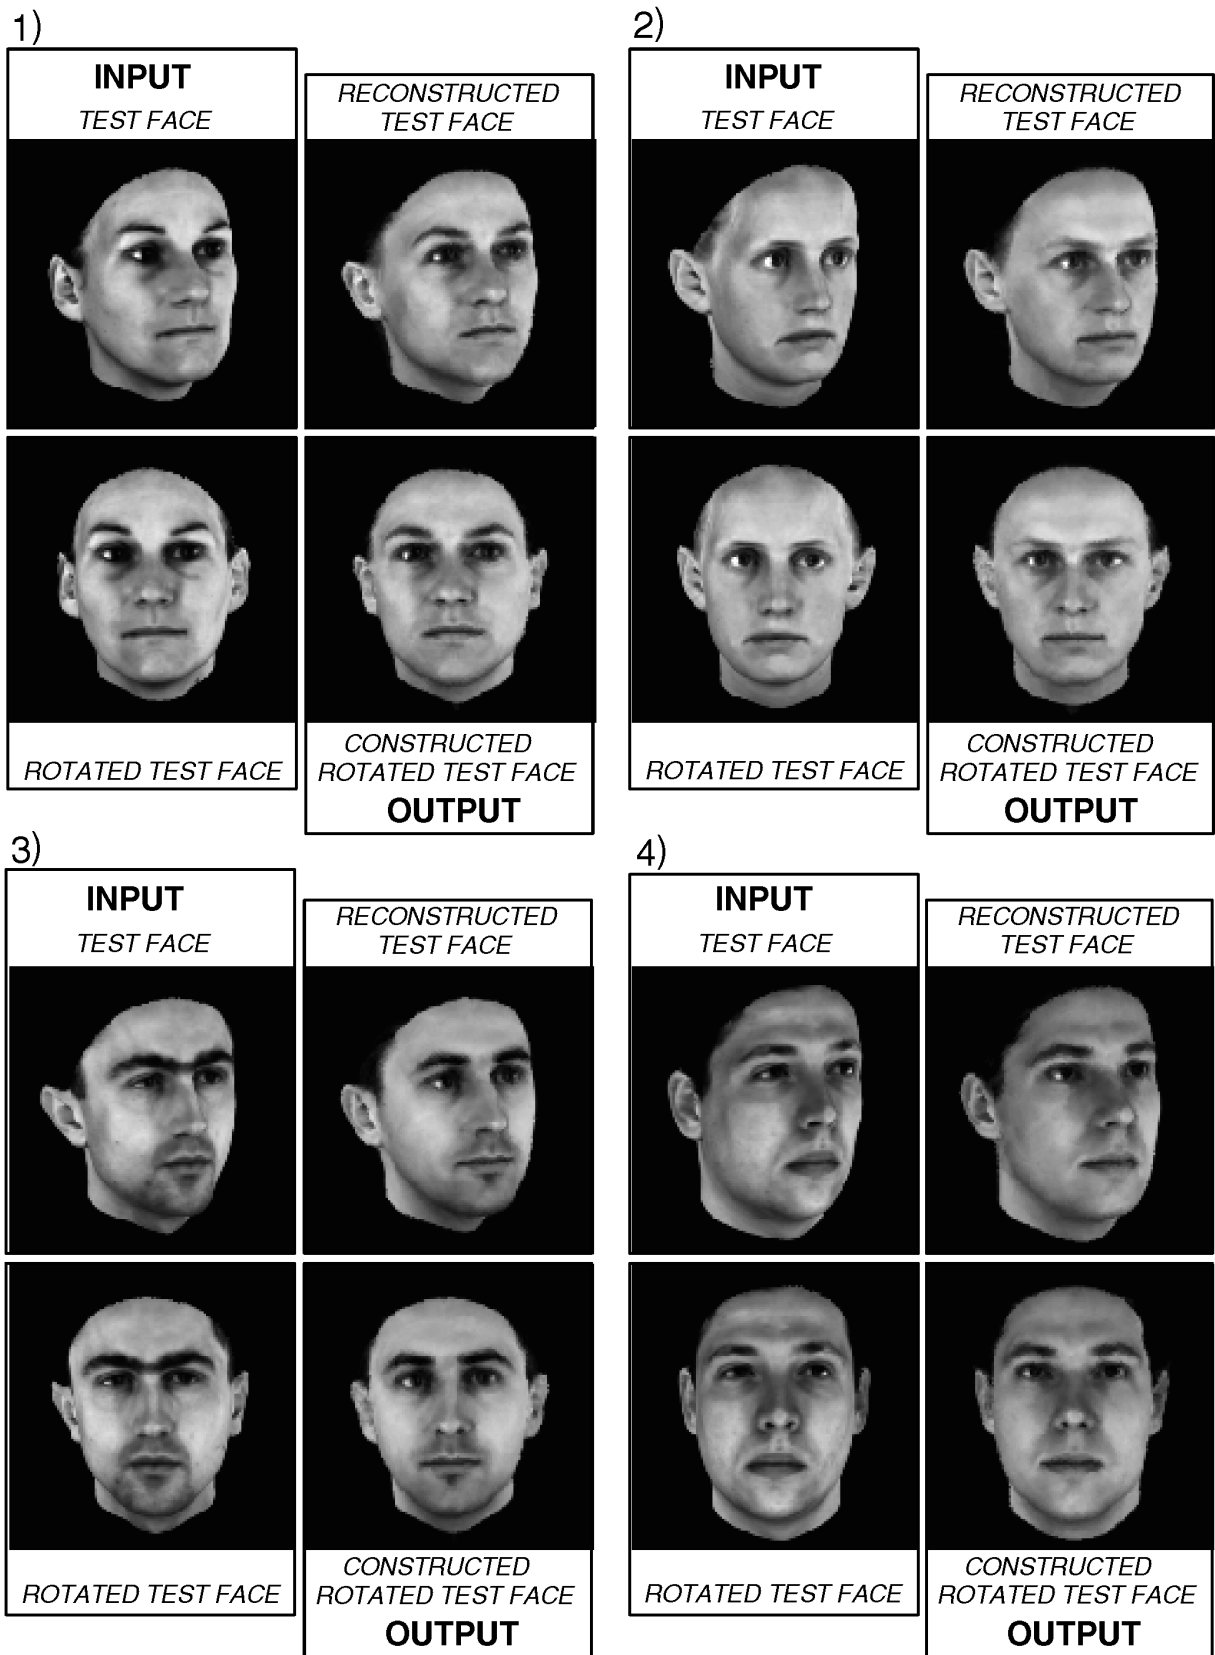 1)
INPUT
TEST FACE
RECONSTRUCTED
TEST FACE
ROTATED TEST FACE
CONSTRUCTED
ROTATED TEST FACE
OUTPUT
2)
INPUT
TEST FACE
RECONSTRUCTED
TEST FACE
ROTATED TEST FACE
CONSTRUCTED
ROTATED TEST FACE
OUTPUT
3)
INPUT
TEST FACE
RECONSTRUCTED
TEST FACE
ROTATED TEST FACE
CONSTRUCTED
ROTATED TEST FACE
OUTPUT
4)
INPUT
TEST FACE
RECONSTRUCTED
TEST FACE
ROTATED TEST FACE
CONSTRUCTED
ROTATED TEST FACE
OUTPUT